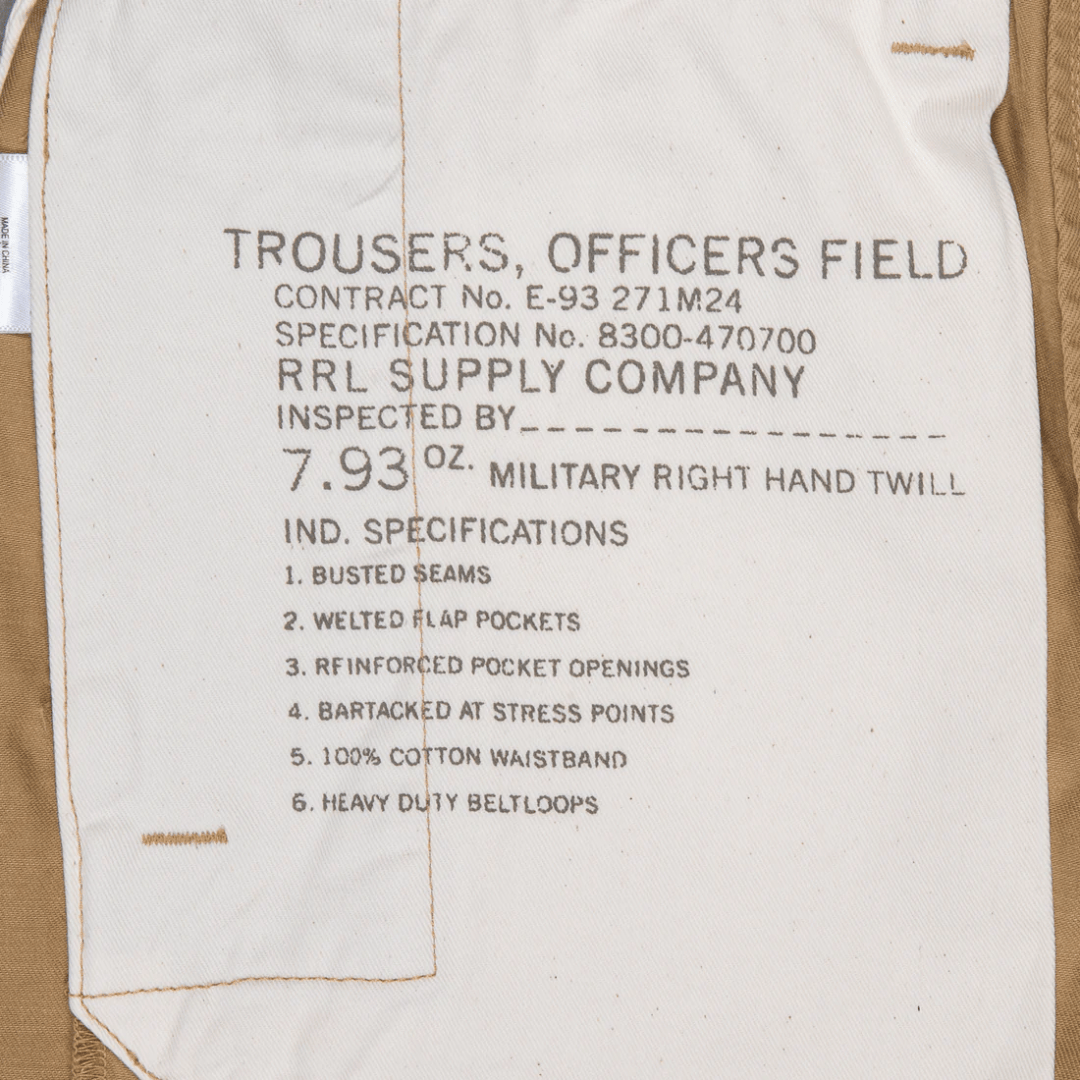 TROUSERS, OFFICERS FIELD
CONTRACT No. E-93 271M24
SPECIFICATION No. 8300-470700
RRL SUPPLY COMPANY
INSPECTED BY_ _ _ _ _ _ _ _ _ _ _ _ _ _ _ _
7.93 OZ. MILITARY RIGHT HAND TWILL
IND. SPECIFICATIONS
1. BUSTED SEAMS
2. WELTED FLAP POCKETS
3. REINFORCED POCKET OPENINGS
4. BARTACKED AT STRESS POINTS
5. 100% COTTON WAISTBAND
6. HEAVY DUTY BELTLOOPS
MADE IN CHINA